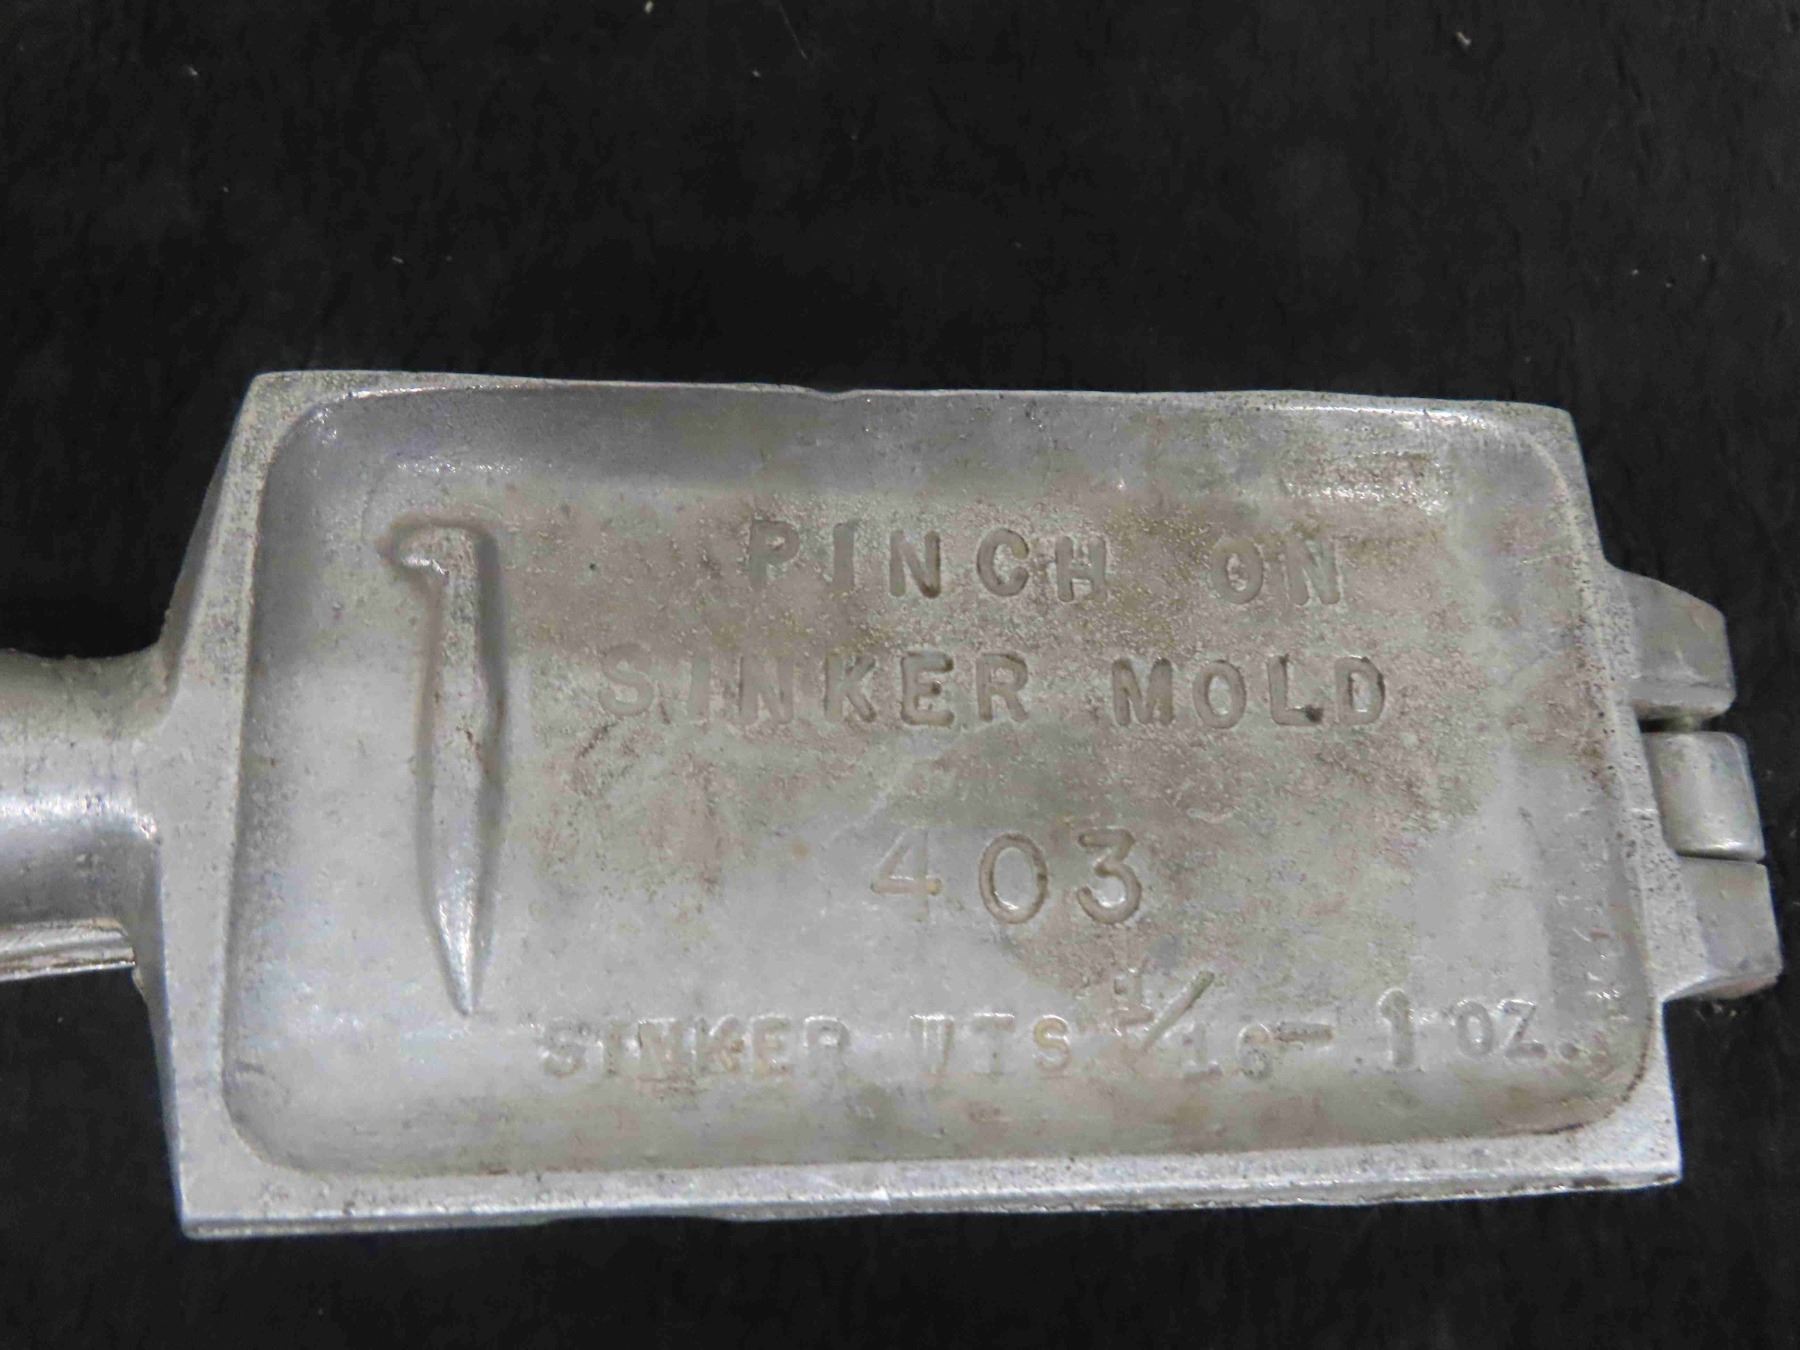 PINCH ON
SINKER MOLD
403
SINKER WTS 1/16 - 1 OZ.